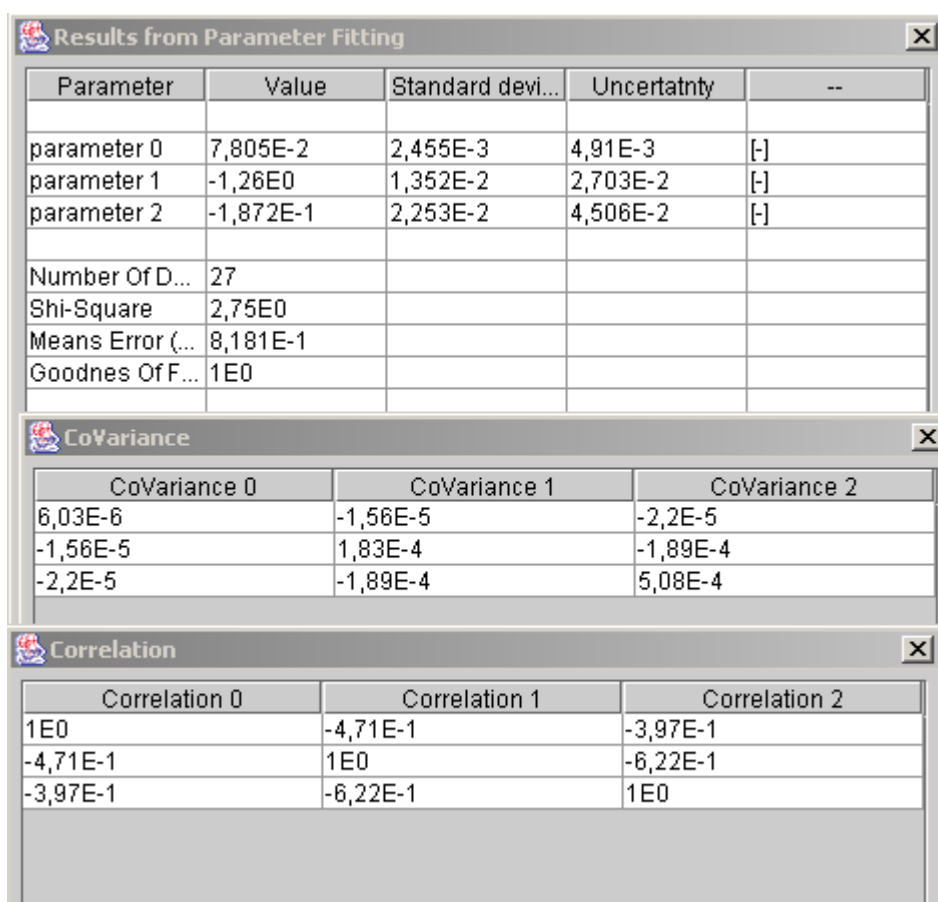 Results from Parameter Fitting
Parameter Value Standard devi... Uncertatnty --
parameter 0 7,805E-2 2,455E-3 4,91E-3 [-]
parameter 1 -1,26E0 1,352E-2 2,703E-2 [-]
parameter 2 -1,872E-1 2,253E-2 4,506E-2 [-]
Number Of D... 27
Shi-Square 2,75E0
Means Error (... 8,181E-1
Goodnes Of F... 1E0
CoVariance
CoVariance 0 CoVariance 1 CoVariance 2
6,03E-6 -1,56E-5 -2,2E-5
-1,56E-5 1,83E-4 -1,89E-4
-2,2E-5 -1,89E-4 5,08E-4
Correlation
Correlation 0 Correlation 1 Correlation 2
1E0 -4,71E-1 -3,97E-1
-4,71E-1 1E0 -6,22E-1
-3,97E-1 -6,22E-1 1E0